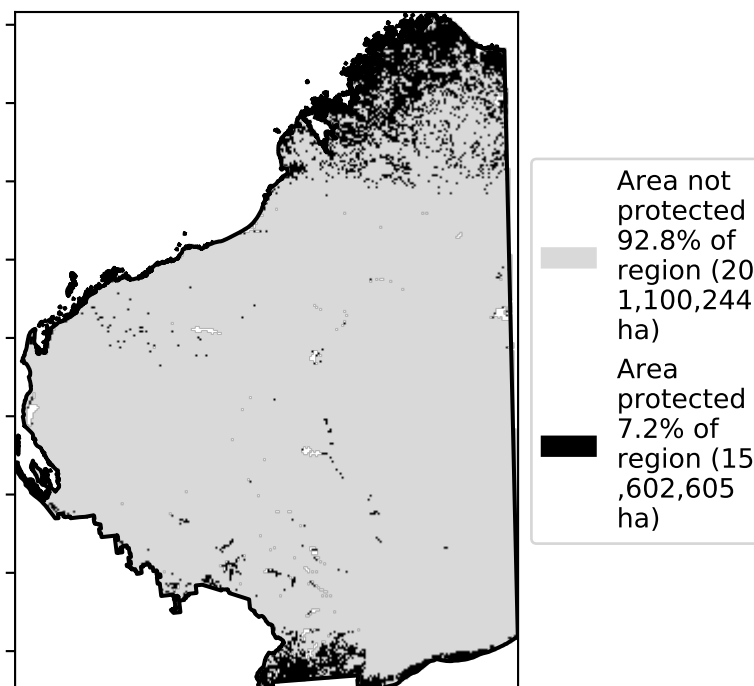 Area not
protected
92.8% of
region (20
1,100,244
ha)
Area
protected
7.2% of
region (15
,602,605
ha)